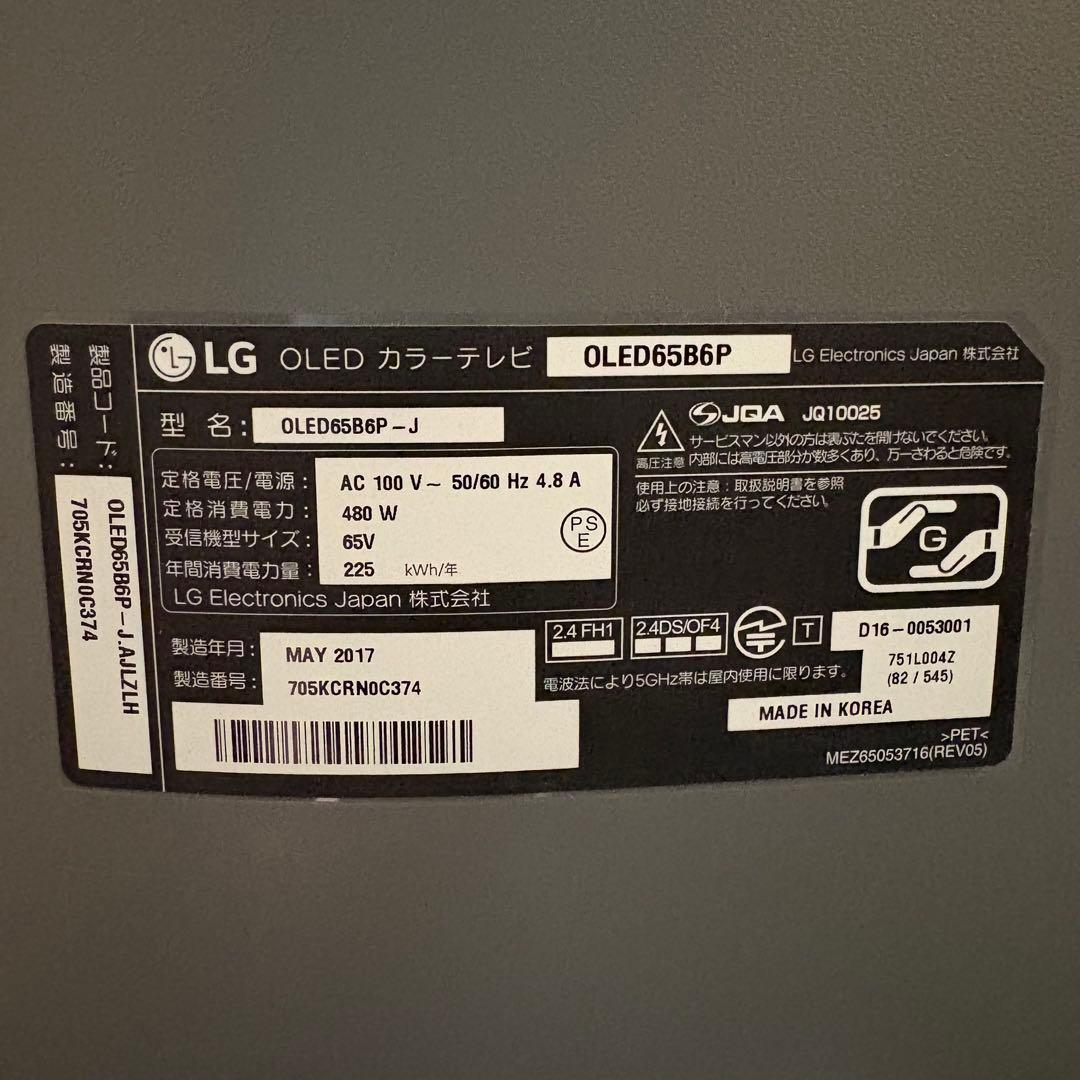 LG OLED カラーテレビ OLED65B6P LG Electronics Japan 株式会社
型 名: OLED65B6P-J
定格電圧/電源: AC 100 V~ 50/60 Hz 4.8 A
定格消費電力: 480 W
受信機型サイズ: 65V
年間消費電力量: 225 kWh/年
PS
E
LG Electronics Japan 株式会社
製造年月: MAY 2017
製造番号: 705KCRN0C374
JQA JQ10025
高圧注意
サービスマン以外の方は裏ぶたを開けないでください。
内部には高電圧部分が数多くあり、万一さわると危険です。
使用上の注意:取扱説明書を参照
必ず接地接続を行ってください。
G
2.4 FH1
2.4DS/OF4
T
電波法により5GHz帯は屋内使用に限ります。
D16-0053001
751L004Z
(82 / 545)
MADE IN KOREA
>PET<
MEZ65053716(REV05)
製品コード: OLED65B6P-J.AJLZLH
製造番号: 705KCRN0C374